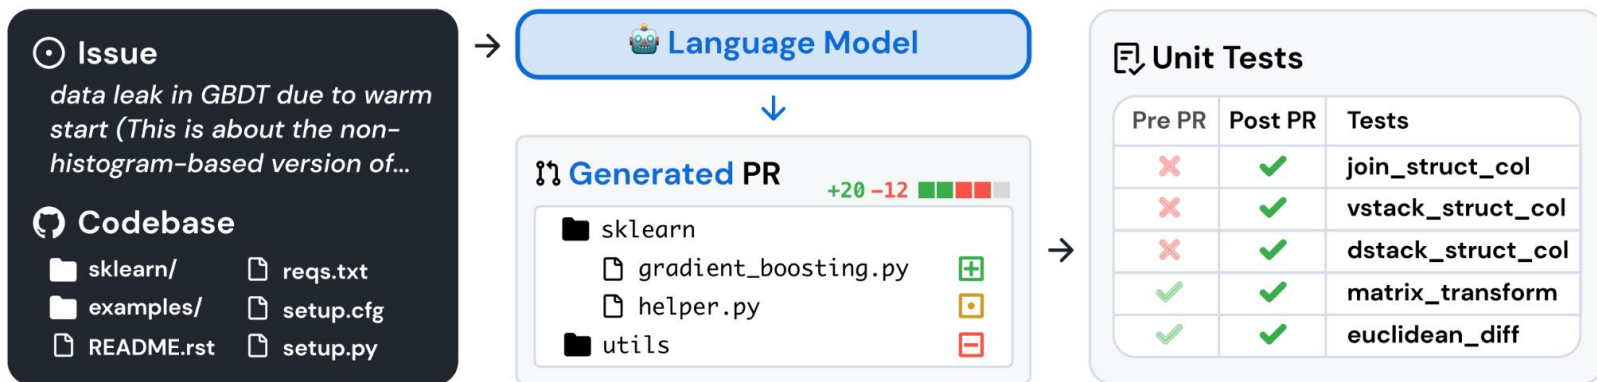 Issue
data leak in GBDT due to warm
start (This is about the non-
histogram-based version of...
Codebase
sklearn/
reqs.txt
examples/
setup.cfg
README.rst
setup.py
Language Model
Generated PR
+20 -12
sklearn
gradient_boosting.py
helper.py
utils
Unit Tests
Pre PR Post PR Tests
join_struct_col
vstack_struct_col
dstack_struct_col
matrix_transform
euclidean_diff